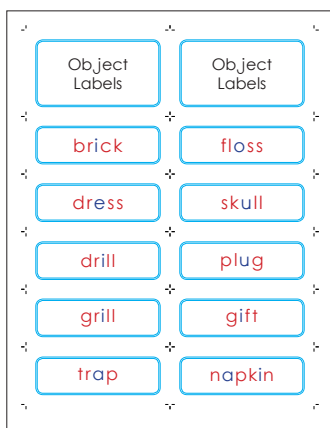 Object
Labels
Object
Labels
brick
floss
dress
skull
drill
plug
grill
gift
trap
napkin